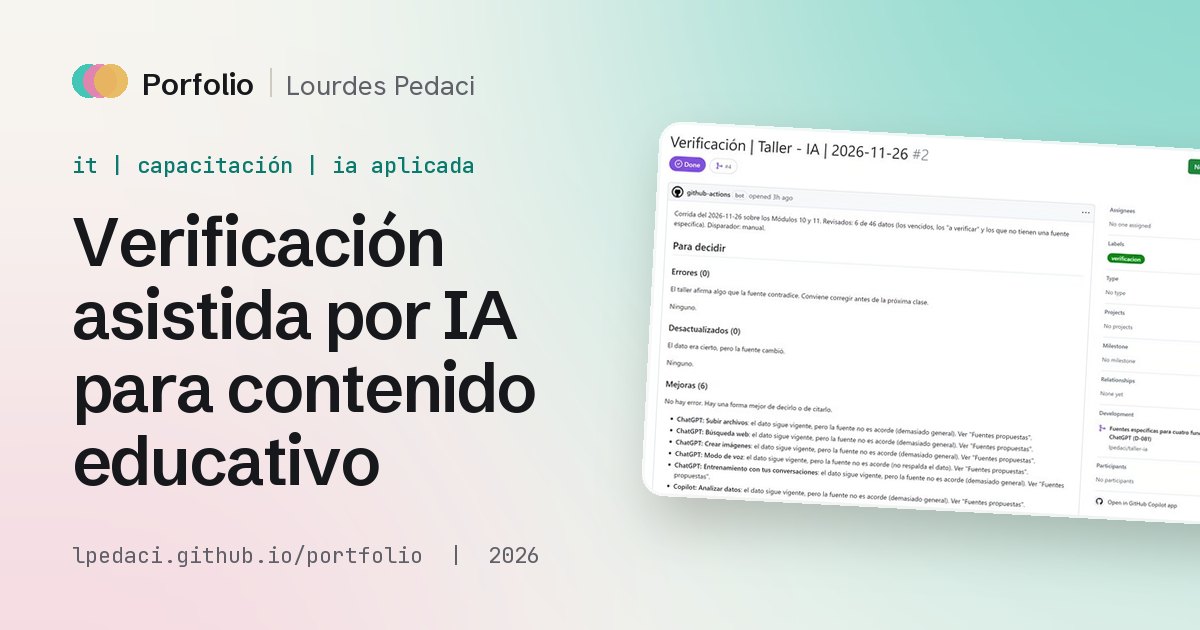 Porfolio | Lourdes Pedaci
it | capacitación | ia aplicada
Verificación
asistida por IA
para contenido
educativo
lpedaci.github.io/portfolio | 2026
Verificación | Taller - IA | 2026-11-26 #2
Done
#4
github-actions bot opened 3h ago
Corrida del 2026-11-26 sobre los Módulos 10 y 11. Revisados: 6 de 46 datos (los vencidos, los "a verificar" y los que no tienen una fuente
específica). Disparador: manual.
Para decidir
Errores (0)
El taller afirma algo que la fuente contradice. Conviene corregir antes de la próxima clase.
Ninguno.
Desactualizados (0)
El dato era cierto, pero la fuente cambió.
Ninguno.
Mejoras (6)
No hay error. Hay una forma mejor de decirlo o de citarlo.
• ChatGPT: Subir archivos: el dato sigue vigente, pero la fuente no es acorde (demasiado general). Ver "Fuentes propuestas".
• ChatGPT: Búsqueda web: el dato sigue vigente, pero la fuente no es acorde (demasiado general). Ver "Fuentes propuestas".
• ChatGPT: Crear imágenes: el dato sigue vigente, pero la fuente no es acorde (demasiado general). Ver "Fuentes propuestas".
• ChatGPT: Modo de voz: el dato sigue vigente, pero la fuente no es acorde (no respalda el dato). Ver "Fuentes propuestas".
• ChatGPT: Entrenamiento con tus conversaciones: el dato sigue vigente, pero la fuente no es acorde (demasiado general). Ver "Fuentes
propuestas".
• Copilot: Analizar datos: el dato sigue vigente, pero la fuente no es acorde (demasiado general). Ver "Fuentes propuestas".
Assignees
No one assigned
Labels
verificacion
Type
No type
Projects
No projects
Milestone
No milestone
Relationships
None yet
Development
Fuentes específicas para cuatro
ChatGPT (D-081)
lpedaci/taller-ia
Participants
No participants
Open in GitHub Copilot app